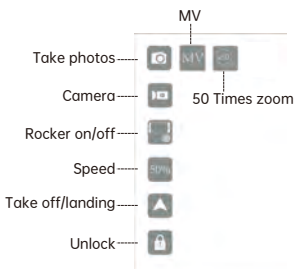 MV
Take photos
MV
Camera
50 Times zoom
Rocker on/off
Speed
50%
Take off/landing
Unlock